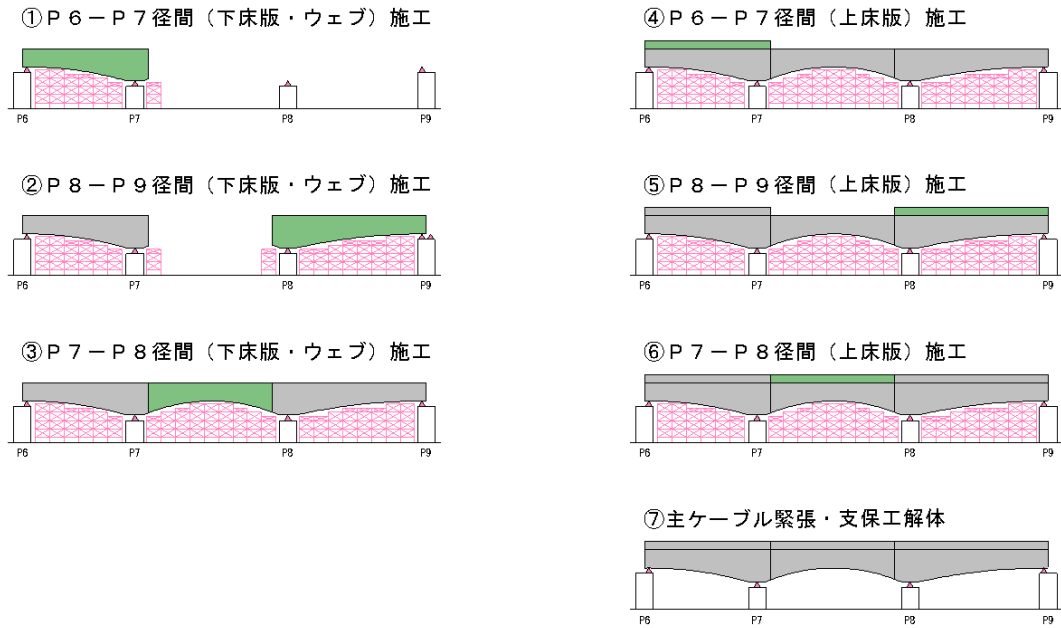 ①Ｐ６－Ｐ７径間（下床版・ウェブ）施工
P6 P7 P8 P9
②Ｐ８－Ｐ９径間（下床版・ウェブ）施工
P6 P7 P8 P9
③Ｐ７－Ｐ８径間（下床版・ウェブ）施工
P6 P7 P8 P9
④Ｐ６－Ｐ７径間（上床版）施工
P6 P7 P8 P9
⑤Ｐ８－Ｐ９径間（上床版）施工
P6 P7 P8 P9
⑥Ｐ７－Ｐ８径間（上床版）施工
P6 P7 P8 P9
⑦主ケーブル緊張・支保工解体
P6 P7 P8 P9